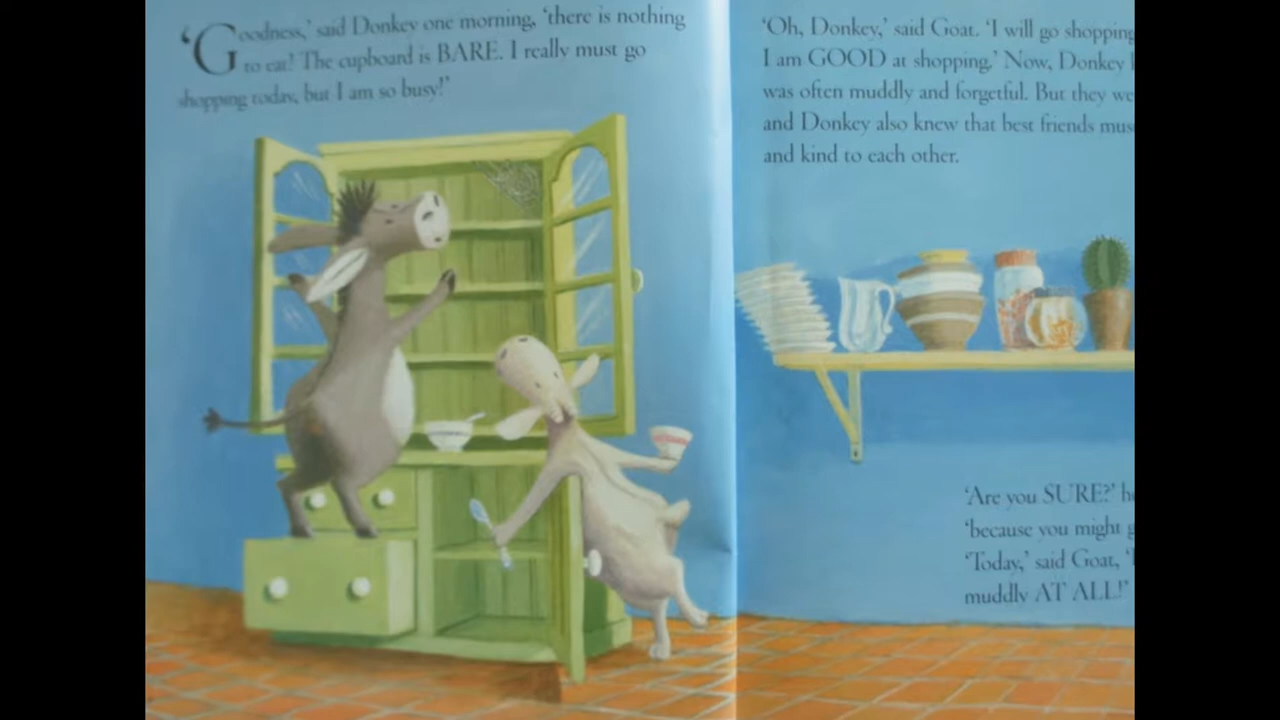 ‘Goodness,’ said Donkey one morning, ‘there is nothing
to eat! The cupboard is BARE. I really must go
shopping today, but I am so busy!’
‘Oh, Donkey,’ said Goat. ‘I will go shopping
I am GOOD at shopping.’ Now, Donkey
was often muddly and forgetful. But they we
and Donkey also knew that best friends mus
and kind to each other.
‘Are you SURE?’ he
‘because you might g
‘Today,’ said Goat, ‘I
muddly AT ALL!’